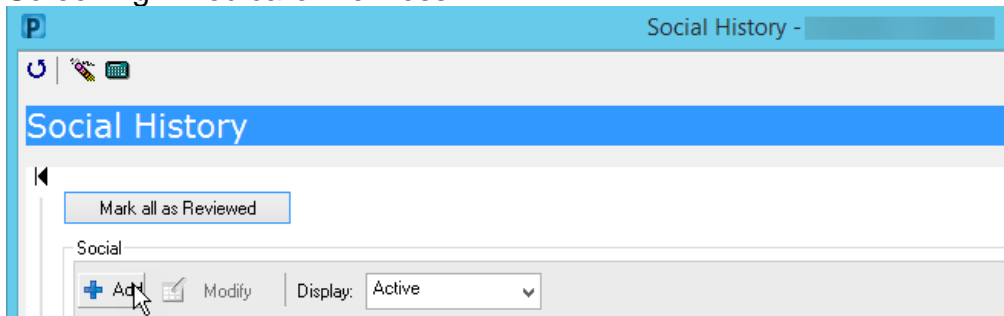 Social History -
Social History
Mark all as Reviewed
Social
Add Modify Display: Active